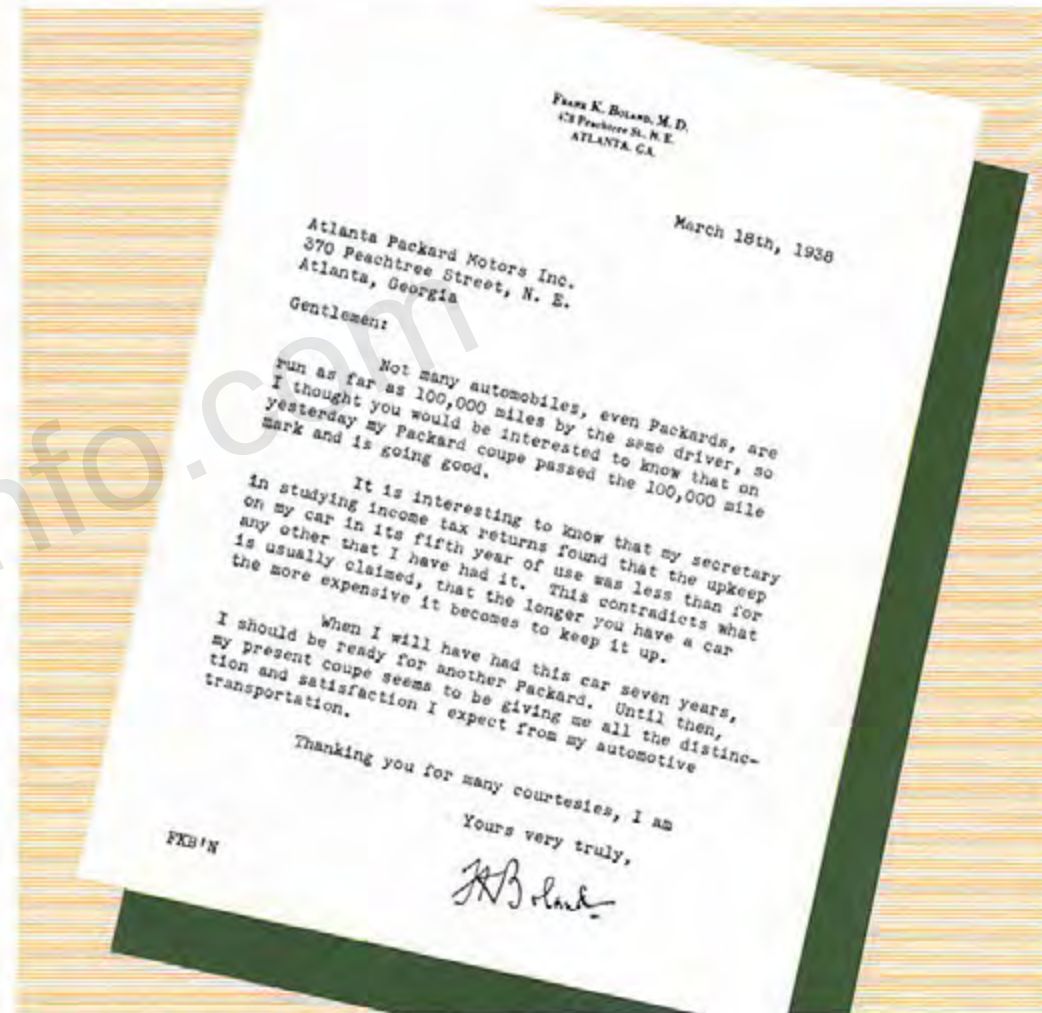 FRANK K. BOLAND, M. D.
478 Peachtree St., N. E.
ATLANTA, GA.
March 18th, 1938
Atlanta Packard Motors Inc.
370 Peachtree Street, N. E.
Atlanta, Georgia
Gentlemen:
Not many automobiles, even Packards, are
run as far as 100,000 miles by the same driver, so
I thought you would be interested to know that on
yesterday my Packard coupe passed the 100,000 mile
mark and is going good.
It is interesting to know that my secretary
in studying income tax returns found that the upkeep
on my car in its fifth year of use was less than for
any other that I have had it. This contradicts what
is usually claimed, that the longer you have a car
the more expensive it becomes to keep it up.
When I will have had this car seven years,
I should be ready for another Packard. Until then,
my present coupe seems to be giving me all the distinc-
tion and satisfaction I expect from my automotive
transportation.
Thanking you for many courtesies, I am
Yours very truly,
FKB'N
FKBoland
nfo.com